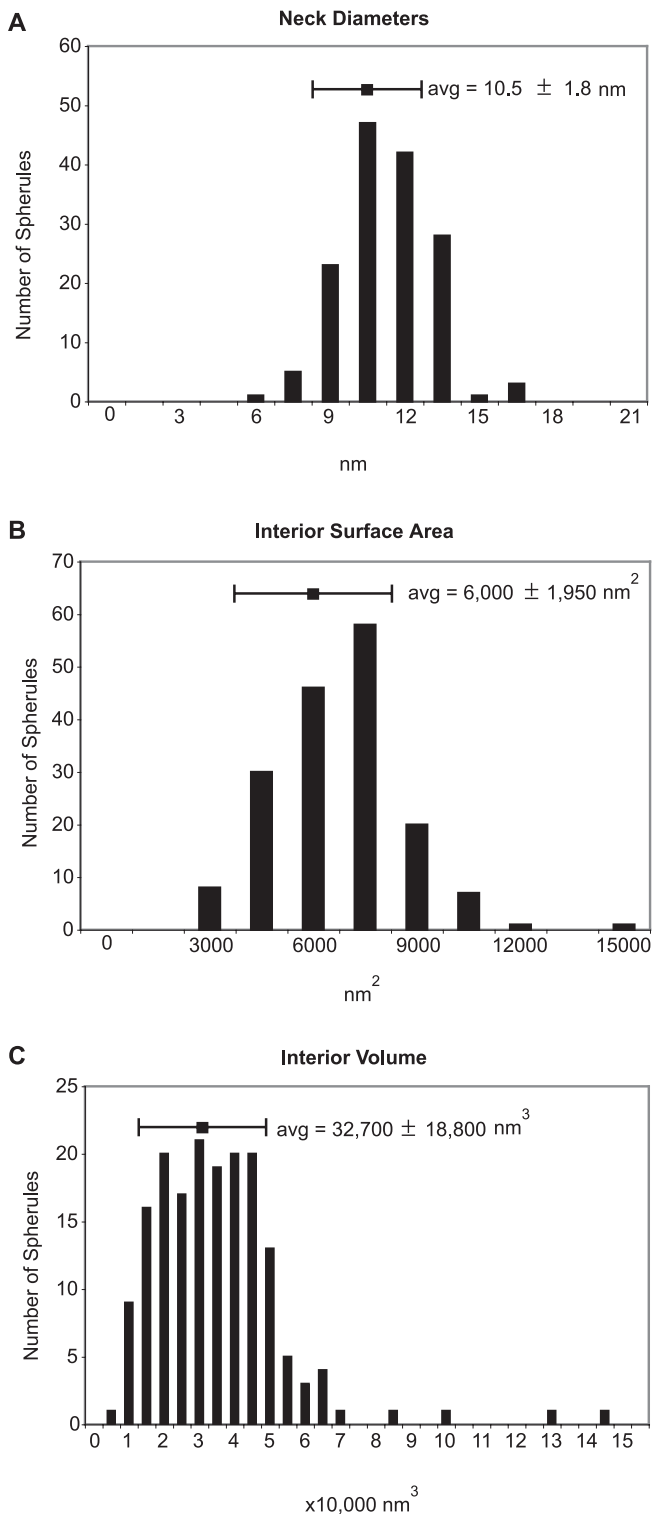 A
Neck Diameters
60
50
40
30
20
10
0
avg = 10.5 ± 1.8 nm
Number of Spherules
0 3 6 9 12 15 18 21
nm
B
Interior Surface Area
70
60
50
40
30
20
10
0
avg = 6,000 ± 1,950 nm²
Number of Spherules
0 3000 6000 9000 12000 15000
nm²
C
Interior Volume
25
20
15
10
5
0
avg = 32,700 ± 18,800 nm³
Number of Spherules
0 1 2 3 4 5 6 7 8 9 10 11 12 13 14 15
x10,000 nm³